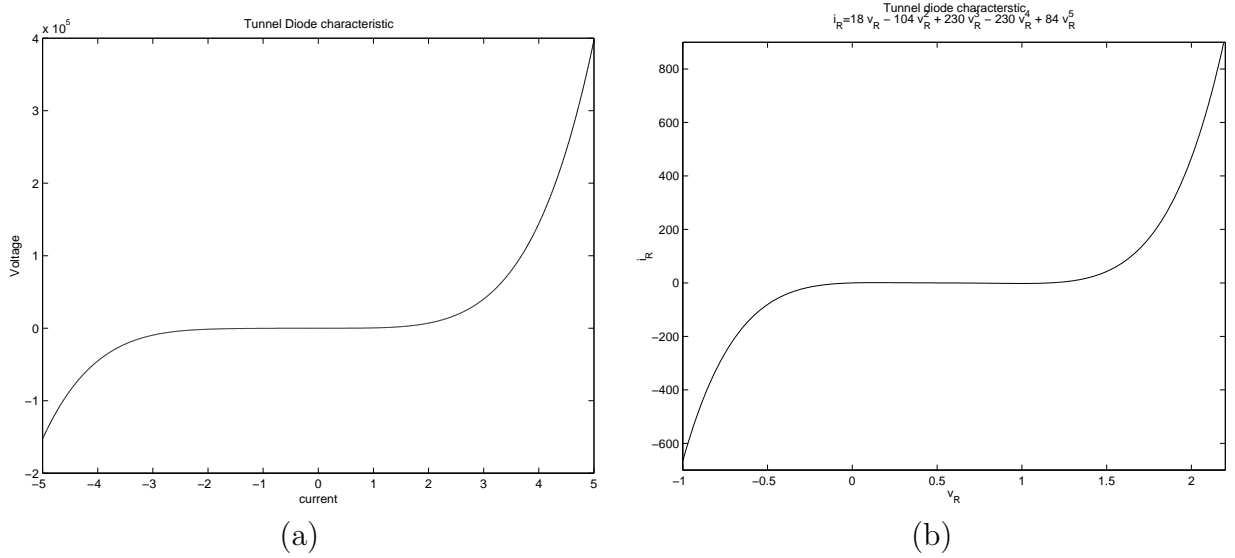 Tunnel Diode characteristic
x 10^5
4
3
2
1
0
−1
−2
Voltage
−5 −4 −3 −2 −1 0 1 2 3 4 5
current
(a)
Tunnel diode characterstic
i_R=18 v_R − 104 v_R^2 + 230 v_R^3 − 230 v_R^4 + 84 v_R^5
800
600
400
200
0
−200
−400
−600
i_R
−1 −0.5 0 0.5 1 1.5 2
v_R
(b)